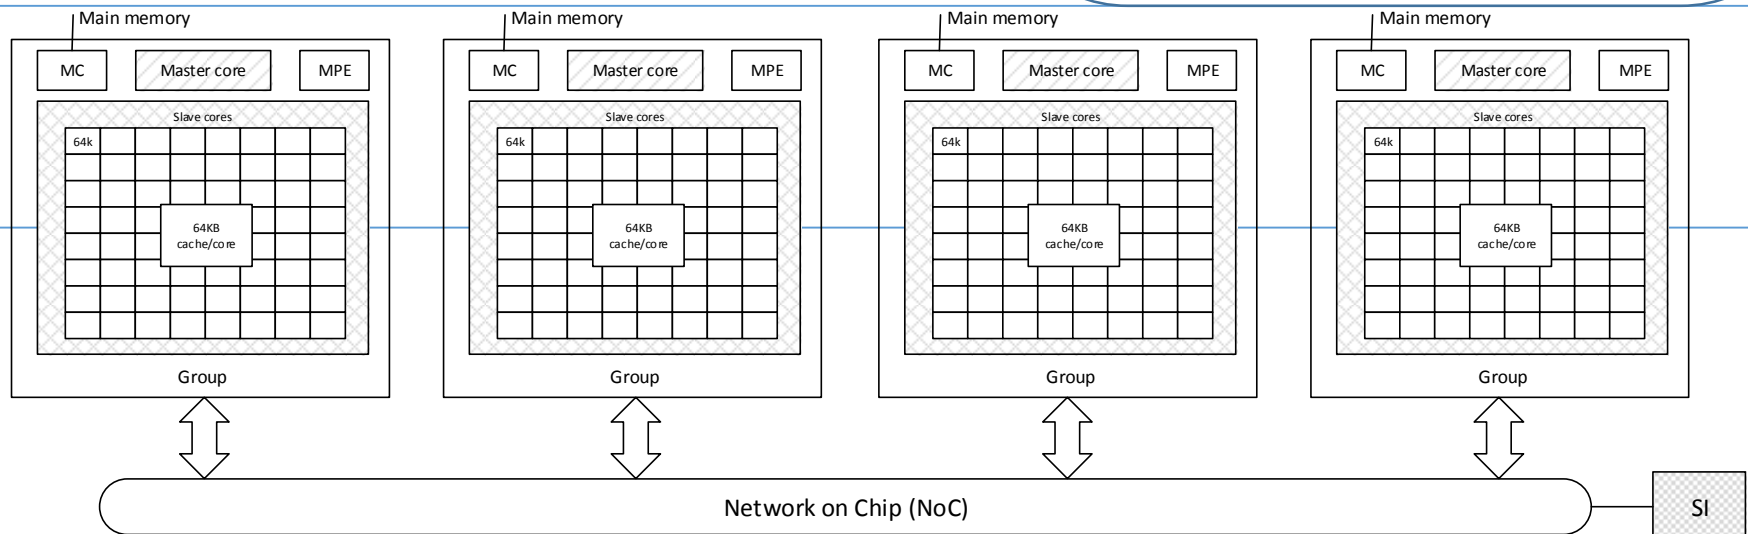 Main memory
Main memory
Main memory
Main memory
MC
Master core
MPE
MC
Master core
MPE
MC
Master core
MPE
MC
Master core
MPE
Slave cores
Slave cores
Slave cores
Slave cores
64k
64k
64k
64k
64KB
cache/core
64KB
cache/core
64KB
cache/core
64KB
cache/core
Group
Group
Group
Group
Network on Chip (NoC)
SI